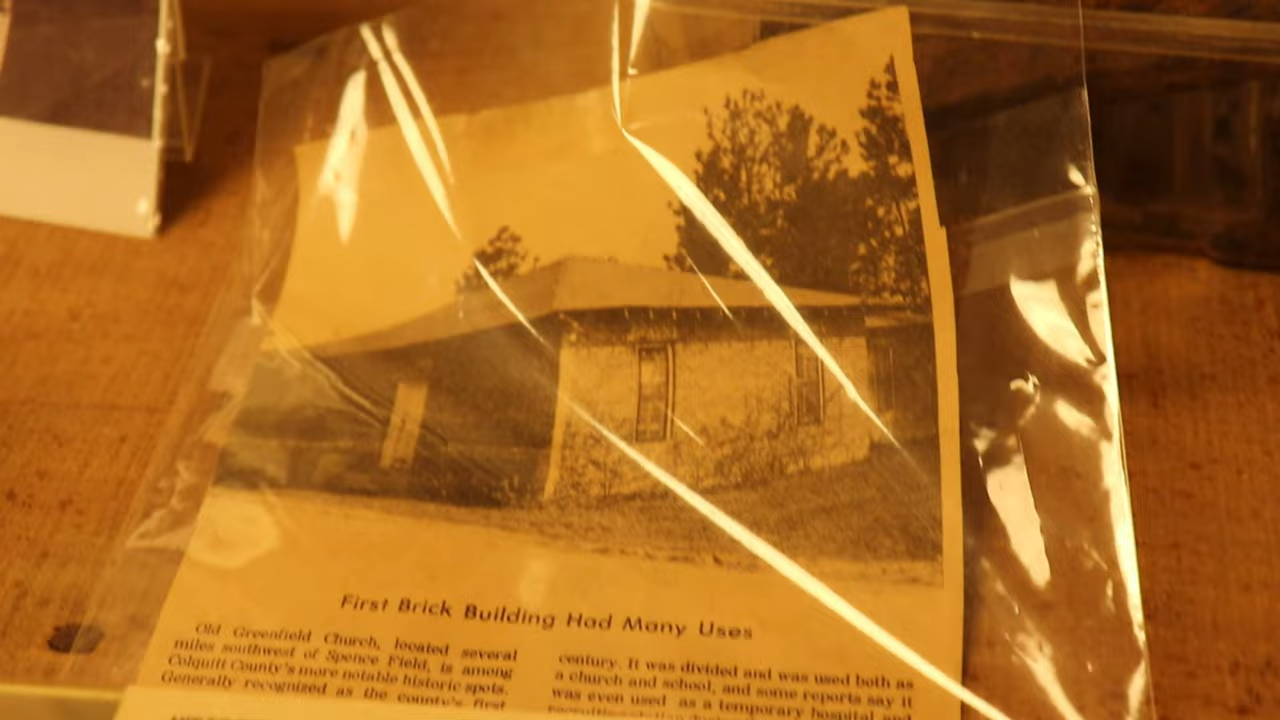 First Brick Building Had Many Uses
Old Greenfield Church, located several
miles southwest of Spence Field, is among
Colquitt County's more notable historic spots.
Generally recognized as the county's first
century. It was divided and used both as
a church and school, and some reports say it
was even used as a temporary hospital and